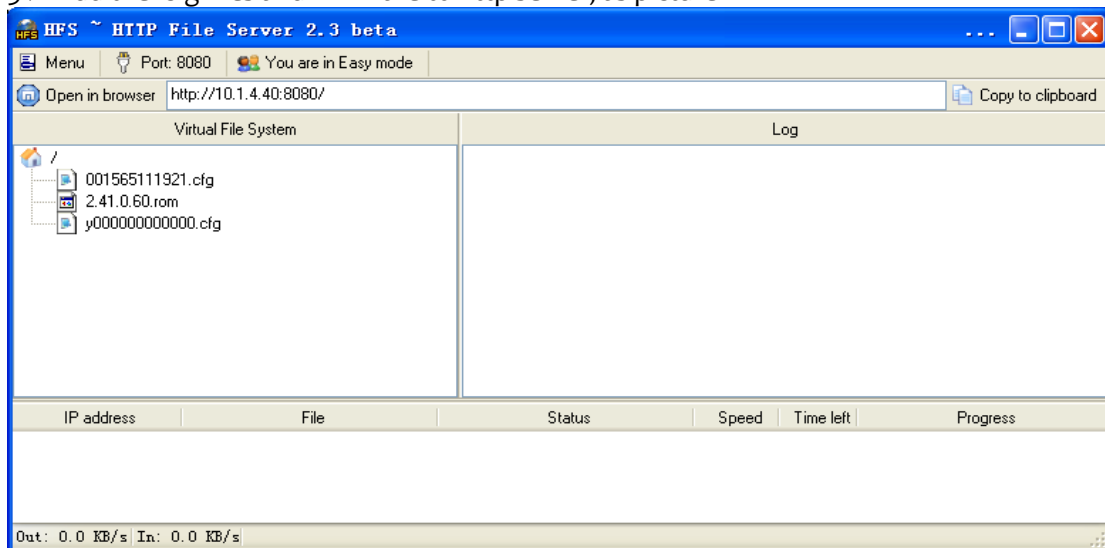 HFS ~ HTTP File Server 2.3 beta ...
Menu Port: 8080 You are in Easy mode
Open in browser http://10.1.4.40:8080/ Copy to clipboard
Virtual File System Log
/
001565111921.cfg
2.41.0.60.rom
y000000000000.cfg
IP address File Status Speed Time left Progress
Out: 0.0 KB/s In: 0.0 KB/s